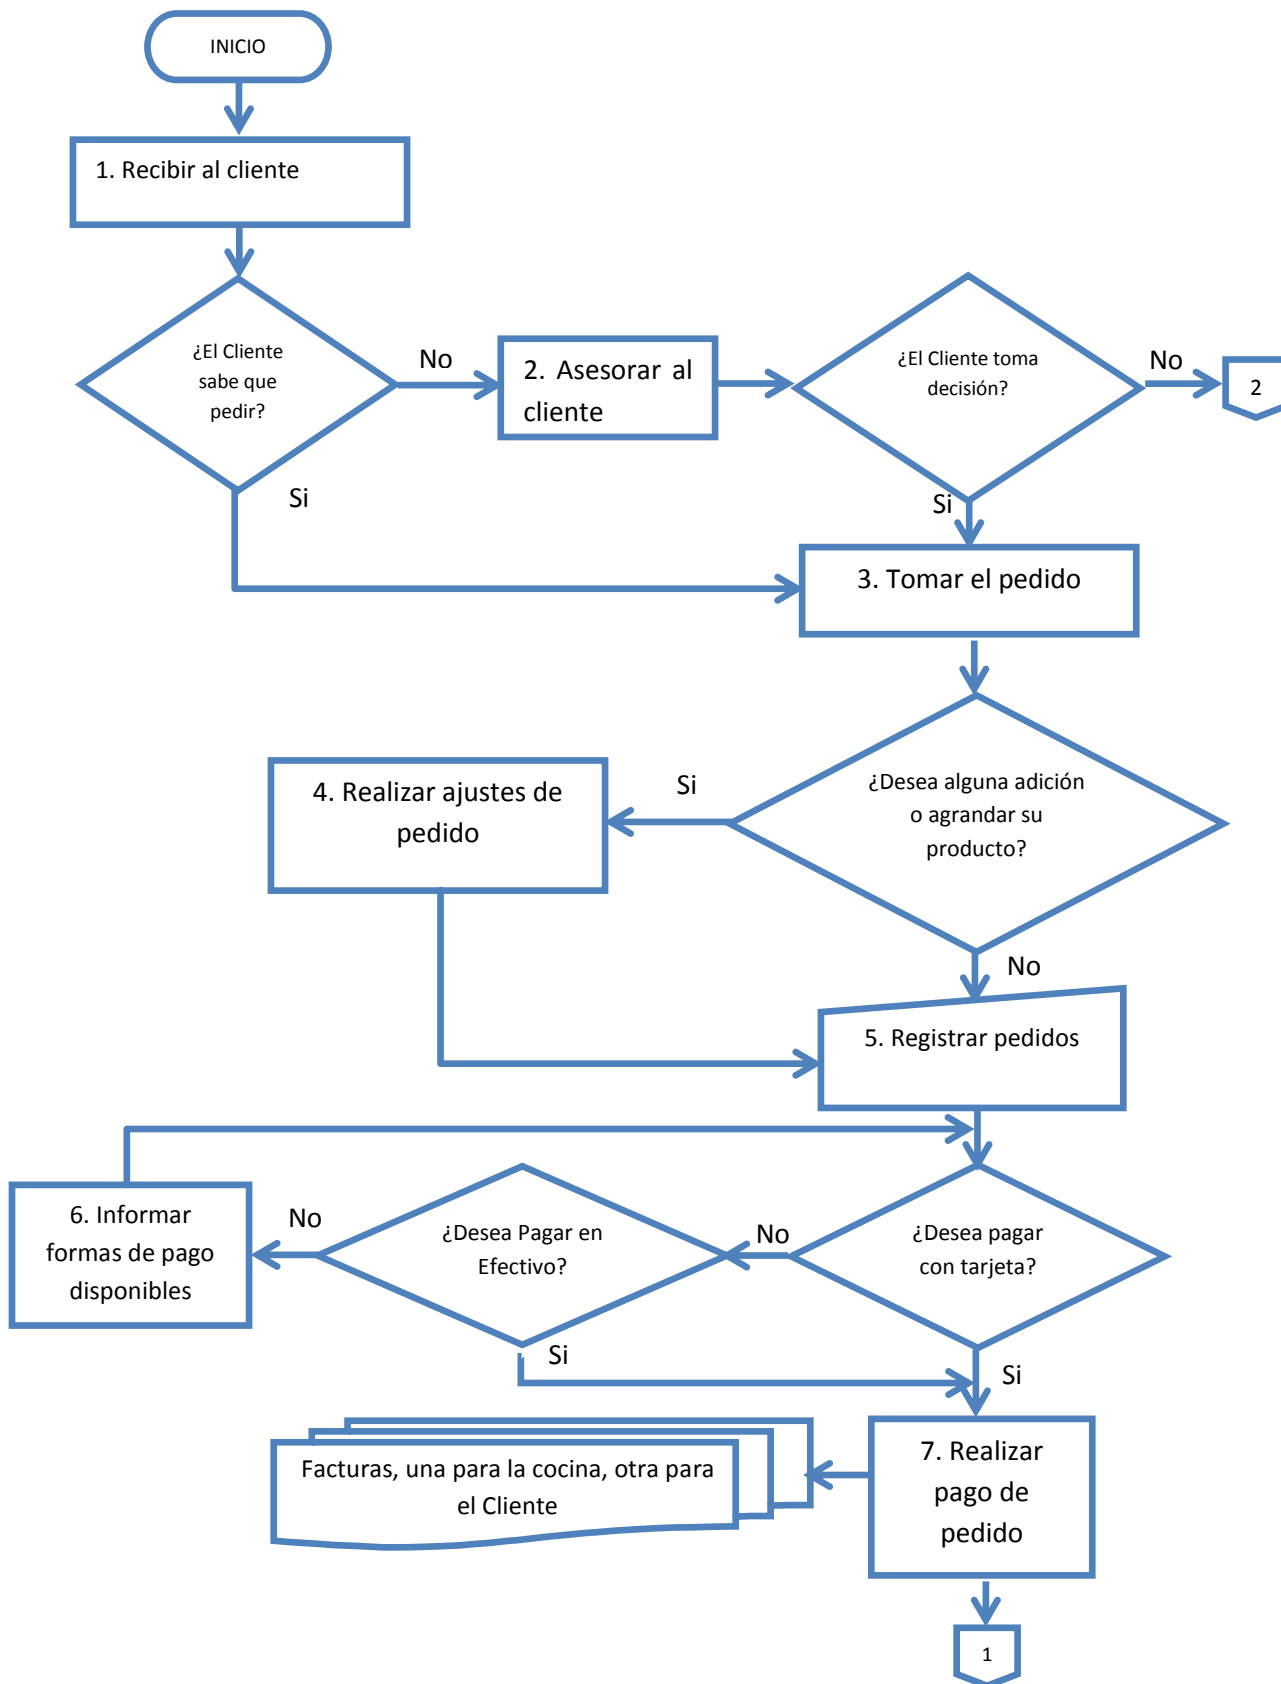 INICIO
1. Recibir al cliente
¿El Cliente
sabe que
pedir?
No
2. Asesorar al
cliente
¿El Cliente toma
decisión?
No
2
Si
Si
3. Tomar el pedido
4. Realizar ajustes de
pedido
Si
¿Desea alguna adición
o agrandar su
producto?
No
5. Registrar pedidos
6. Informar
formas de pago
disponibles
No
¿Desea Pagar en
Efectivo?
No
¿Desea pagar
con tarjeta?
Si
Si
Facturas, una para la cocina, otra para
el Cliente
7. Realizar
pago de
pedido
1